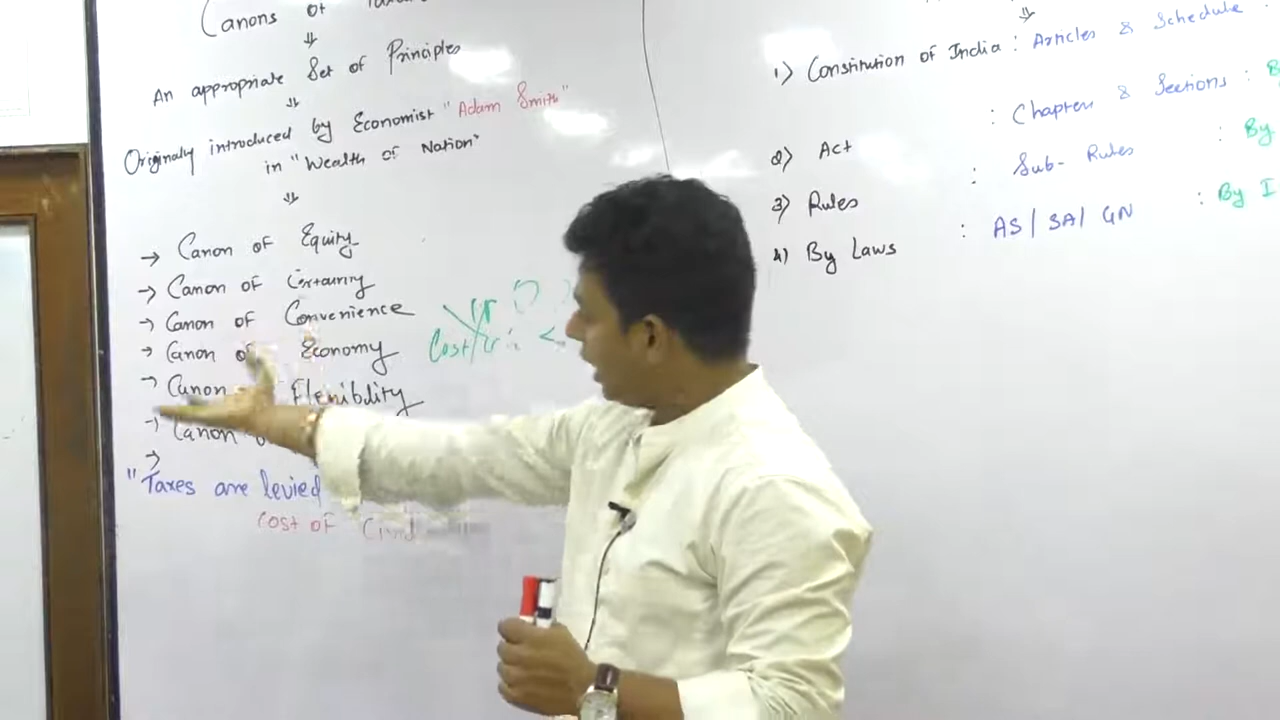 Canons of
⇓
An appropriate Set of Principles
⇓
Originally introduced by Economist "Adam Smith"
in "Wealth of Nation"
⇓
→ Canon of Equity
→ Canon of Certainity
→ Canon of Convenience
→ Canon of Economy
→ Canon Flexibility
→ Canon
→
"Taxes are levied
Cost of
Cost
⇓
1) Constitution of India : Articles & Schedule :
2) Act : Chapters & Sections :
3) Rules : Sub-Rules : By
4) By Laws : AS / SA / GN : By I